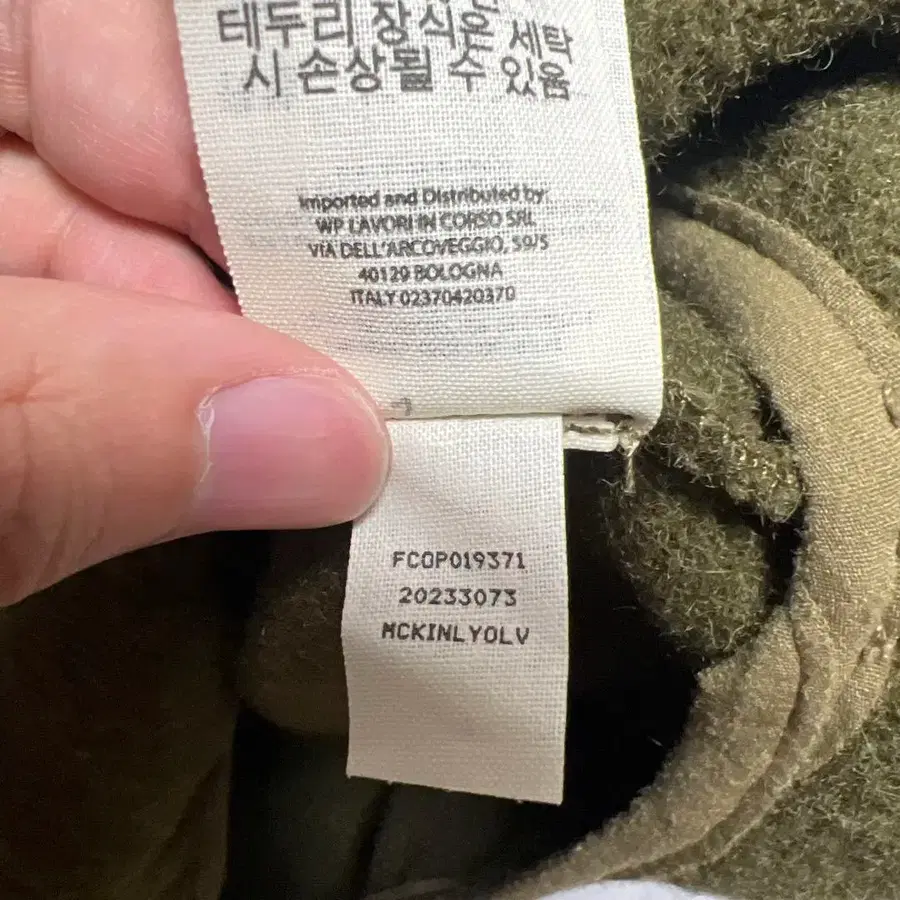 테두리 장식은 세탁
시 손상될 수 있음
Imported and Distributed by:
WP LAVORI IN CORSO SRL
VIA DELL'ARCOVEGGIO, 59/5
40129 BOLOGNA
ITALY 02370420370
FCOP019371
20233073
MCKINLYOLV